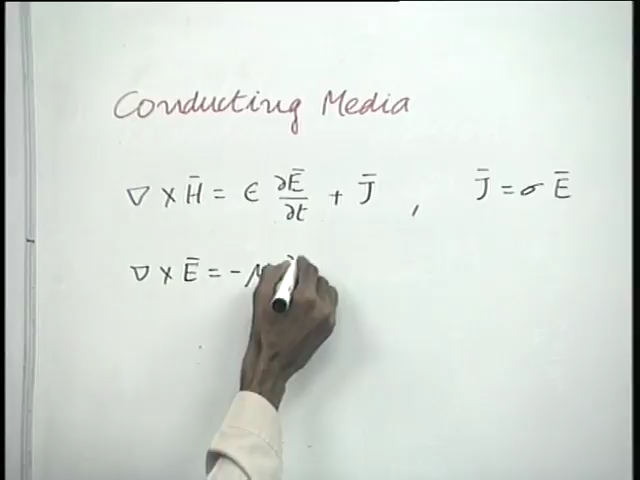 Conducting Media
∇ × H̄ = ϵ ∂Ē/∂t + J̄ , J̄ = σ Ē
∇ × Ē = - μ